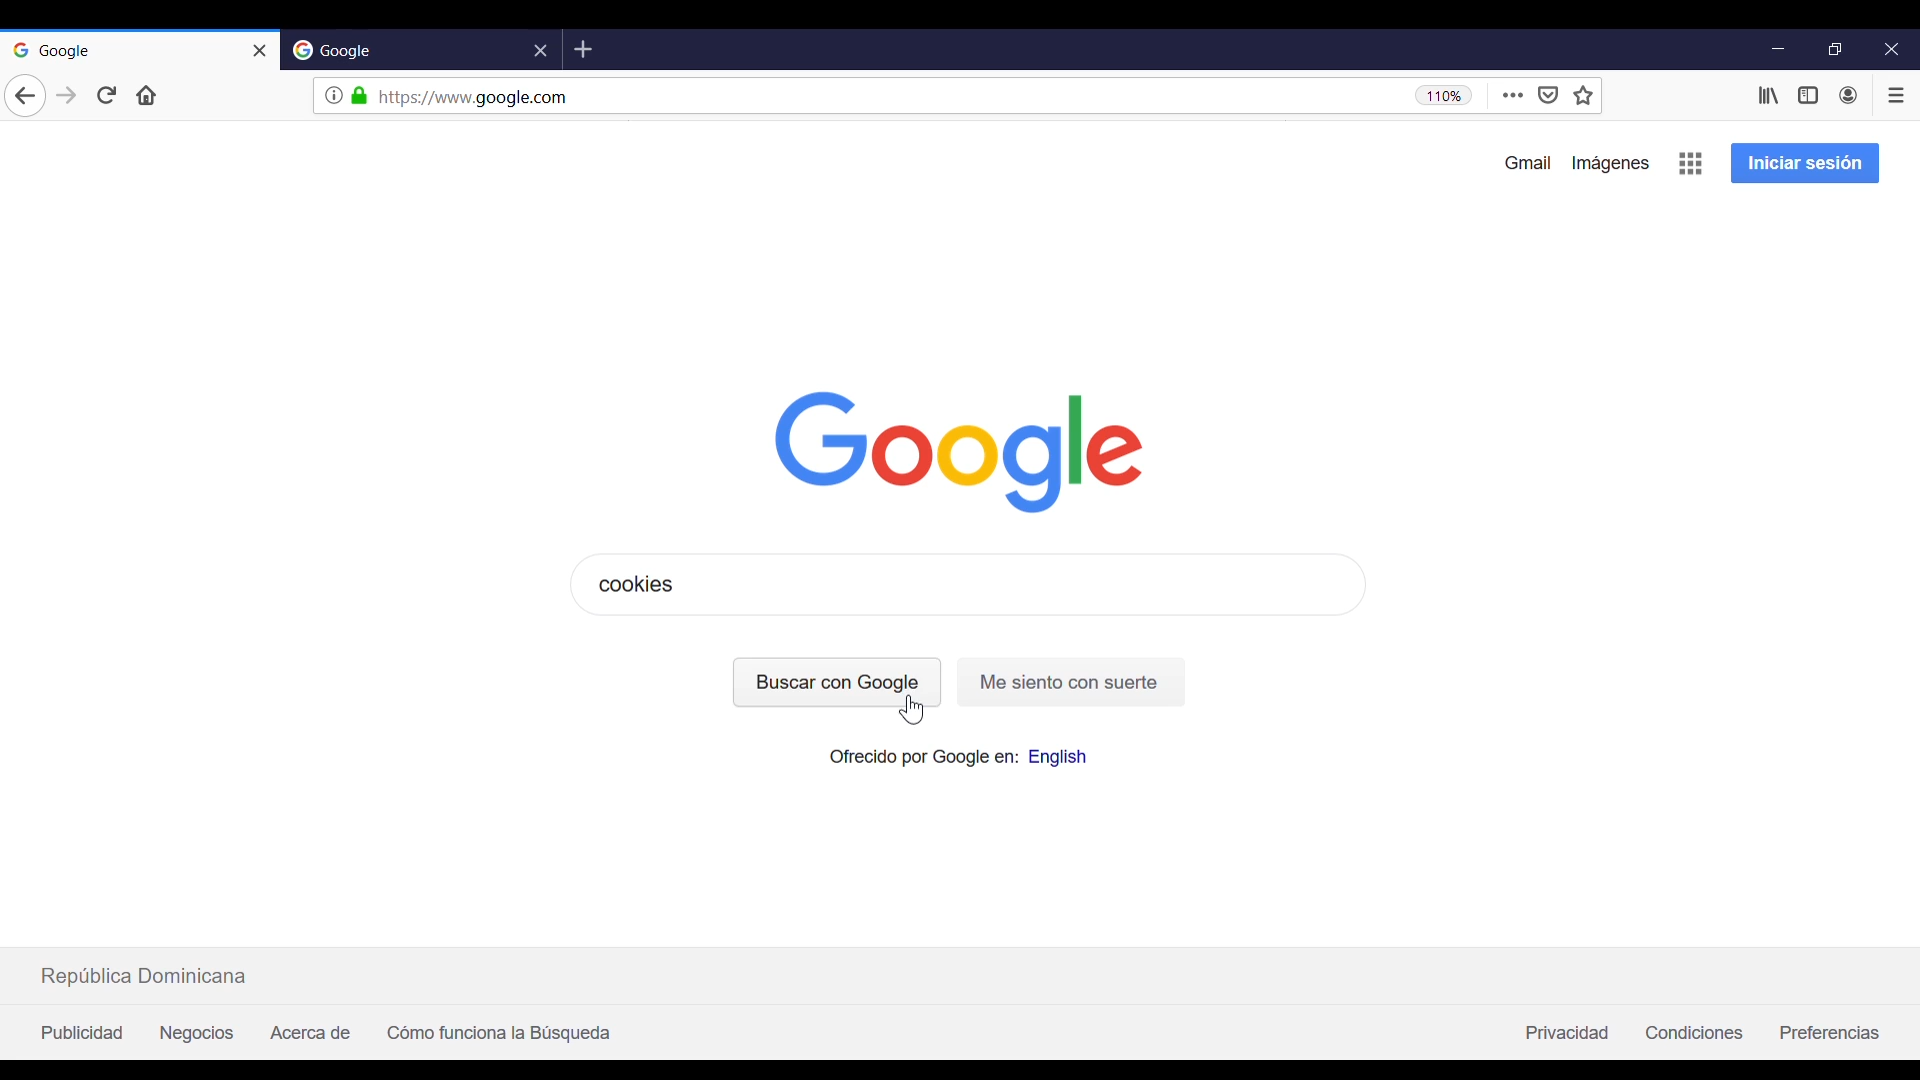 Google
Google
https://www.google.com
110%
Gmail Imágenes
Iniciar sesión
Google
cookies
Buscar con Google
Me siento con suerte
Ofrecido por Google en: English
República Dominicana
Publicidad Negocios Acerca de Cómo funciona la Búsqueda
Privacidad Condiciones Preferencias